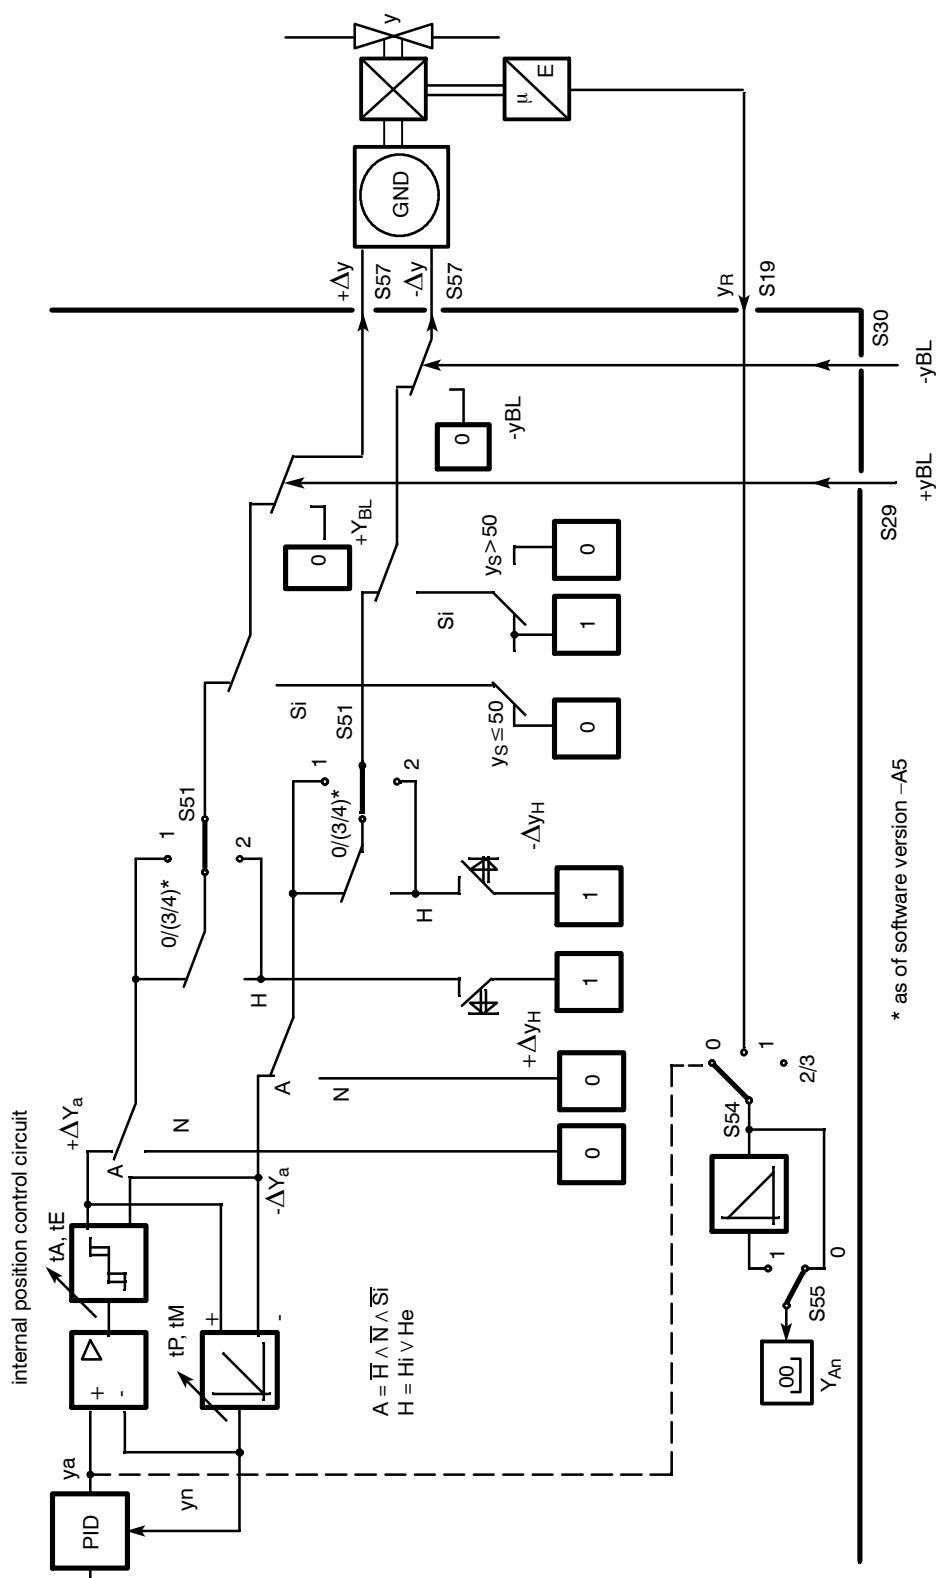 internal position control circuit
PID
ya
yn
+
-
tA, tE
tP, tM
+
-
+ΔYa
-ΔYa
A
N
A
N
0
0
A = H̅ ∧ N̅ ∧ S̅i̅
H = Hi ∨ He
H
0/(3/4)*
1
2
S51
H
0/(3/4)*
1
2
S51
+ΔyH
1
-ΔyH
1
Si
yS ≤ 50
0
Si
1
yS > 50
0
0
+YBL
0
-yBL
S29
+yBL
S30
-yBL
+Δy
S57
-Δy
S57
GND
y
μ
E
yR
S19
S54
0
1
2/3
S55
1
0
00
YAn
* as of software version –A5